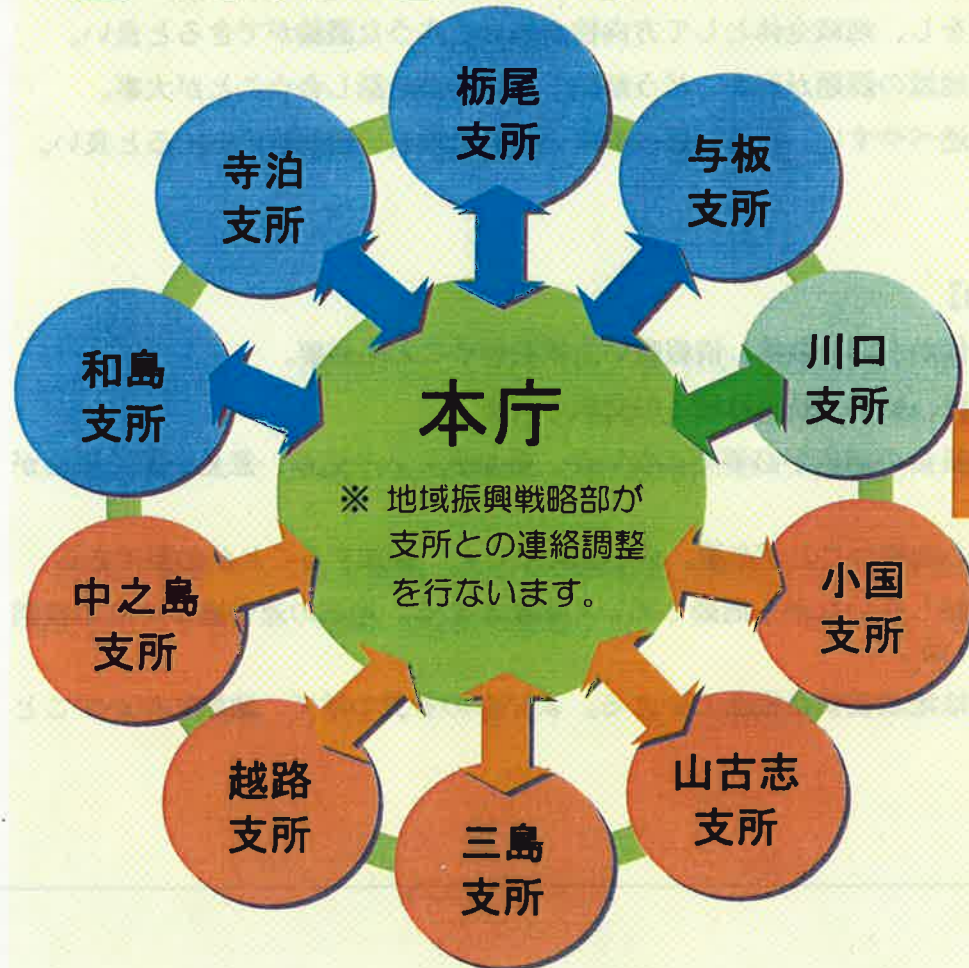 栃尾
支所
与板
支所
川口
支所
小国
支所
山古志
支所
三島
支所
越路
支所
中之島
支所
和島
支所
寺泊
支所
本庁
※ 地域振興戦略部が
支所との連絡調整
を行ないます。